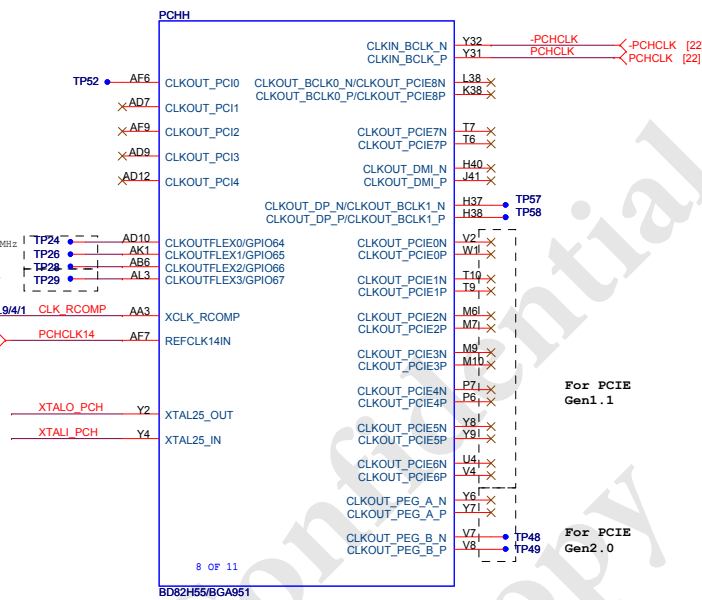 PCHH
CLKIN_BCLK_N Y32 -PCHCLK -PCHCLK [22]
CLKIN_BCLK_P Y31 PCHCLK PCHCLK [22]
TP52 AF6 CLKOUT_PCI0 CLKOUT_BCLK0_N/CLKOUT_PCIE8N L38
CLKOUT_BCLK0_P/CLKOUT_PCIE8P K38
AD7 CLKOUT_PCI1
AF9 CLKOUT_PCI2 CLKOUT_PCIE7N T7
CLKOUT_PCIE7P T6
AD9 CLKOUT_PCI3
CLKOUT_DMI_N H40
AD12 CLKOUT_PCI4 CLKOUT_DMI_P J41
CLKOUT_DP_N/CLKOUT_BCLK1_N H37 TP57
CLKOUT_DP_P/CLKOUT_BCLK1_P H38 TP58
MHz TP24 AD10 CLKOUTFLEX0/GPIO64 CLKOUT_PCIE0N V2
TP26 AK1 CLKOUTFLEX1/GPIO65 CLKOUT_PCIE0P W1
TP28 AB6 CLKOUTFLEX2/GPIO66
TP29 AL3 CLKOUTFLEX3/GPIO67 CLKOUT_PCIE1N T10
CLKOUT_PCIE1P T9
.9/4/1 CLK_RCOMP AA3 XCLK_RCOMP CLKOUT_PCIE2N M6
CLKOUT_PCIE2P M7
PCHCLK14 AF7 REFCLK14IN
CLKOUT_PCIE3N M9
CLKOUT_PCIE3P M10
CLKOUT_PCIE4N P7 For PCIE
CLKOUT_PCIE4P P6 Gen1.1
XTALO_PCH Y2 XTAL25_OUT
CLKOUT_PCIE5N Y8
XTALI_PCH Y4 XTAL25_IN CLKOUT_PCIE5P Y9
CLKOUT_PCIE6N U4
CLKOUT_PCIE6P V4
CLKOUT_PEG_A_N Y6
CLKOUT_PEG_A_P Y7
CLKOUT_PEG_B_N V7 TP48 For PCIE
CLKOUT_PEG_B_P V8 TP49 Gen2.0
8 OF 11
BD82H55/BGA951
Confidential
Copy